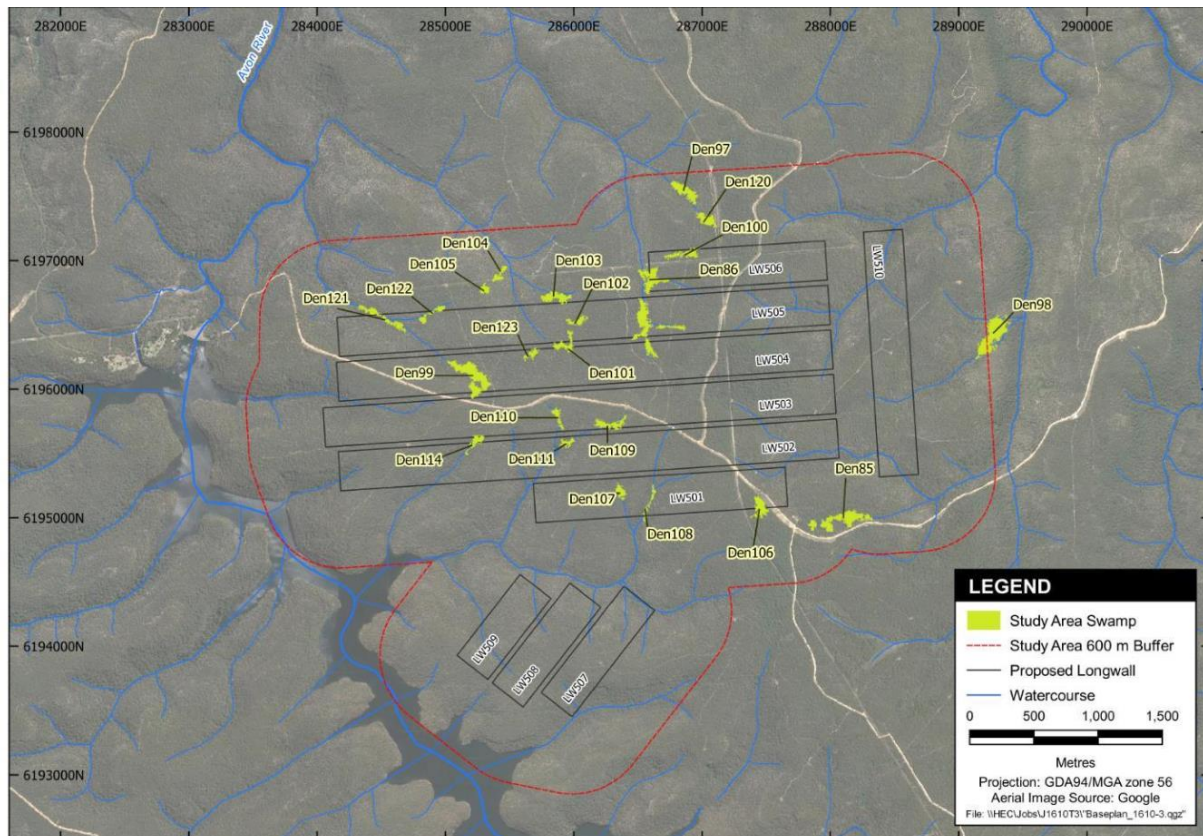 282000E
283000E
284000E
285000E
286000E
287000E
288000E
289000E
290000E
Avon River
6198000N
Den97
Den120
Den100
6197000N
Den104
Den103
Den105
Den102
Den86
LW506
LW510
Den122
Den121
LW505
Den98
Den123
6196000N
Den99
Den101
LW504
LW503
Den110
Den109
Den114
Den111
LW502
Den85
Den107
LW501
6195000N
Den108
Den106
LW509
LW508
LW507
6194000N
6193000N
LEGEND
Study Area Swamp
Study Area 600 m Buffer
Proposed Longwall
Watercourse
0 500 1,000 1,500
Metres
Projection: GDA94/MGA zone 56
Aerial Image Source: Google
File: \\HEC\Jobs\J1610T3\"Baseplan_1610-3.qgz"